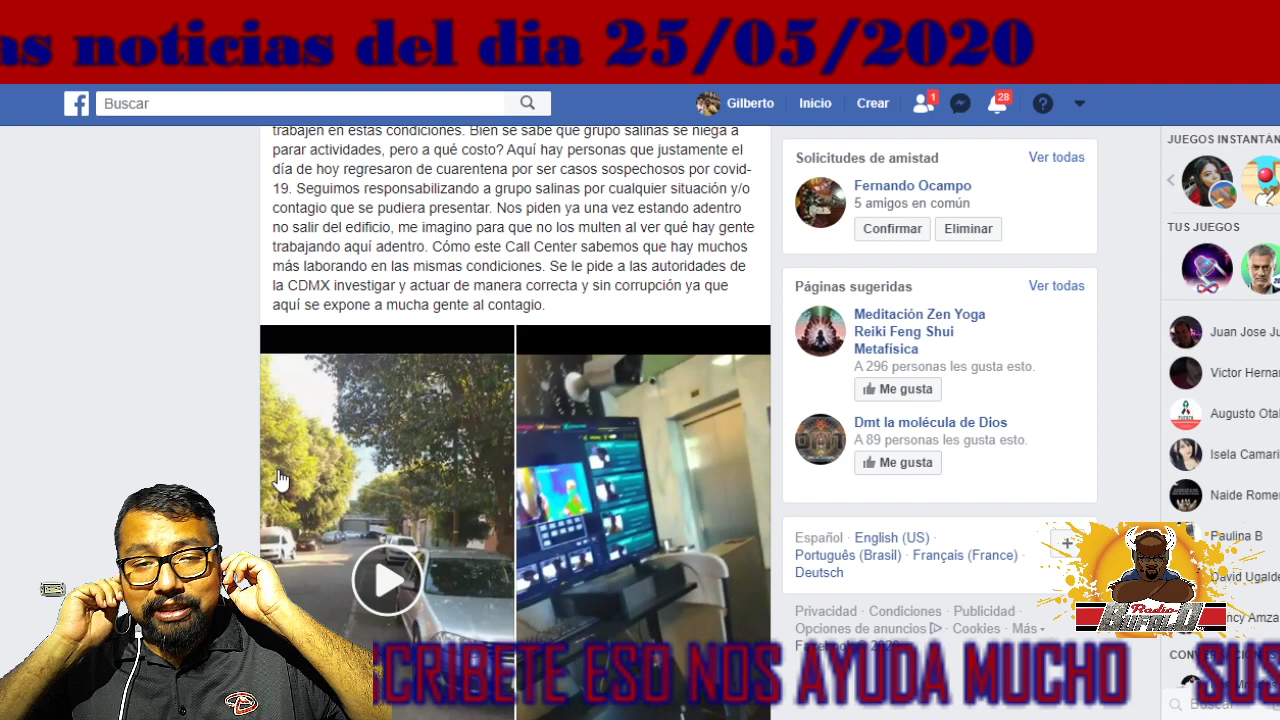 as noticias del dia 25/05/2020
Buscar
Gilberto
Inicio
Crear
1
28
trabajen en estas condiciones. Bien se sabe que grupo salinas se niega a
parar actividades, pero a qué costo? Aquí hay personas que justamente el
día de hoy regresaron de cuarentena por ser casos sospechosos por covid-
19. Seguimos responsabilizando a grupo salinas por cualquier situación y/o
contagio que se pudiera presentar. Nos piden ya una vez estando adentro
no salir del edificio, me imagino para que no los multen al ver qué hay gente
trabajando aquí adentro. Cómo este Call Center sabemos que hay muchos
más laborando en las mismas condiciones. Se le pide a las autoridades de
la CDMX investigar y actuar de manera correcta y sin corrupción ya que
aquí se expone a mucha gente al contagio.
Solicitudes de amistad
Ver todas
Fernando Ocampo
5 amigos en común
Confirmar
Eliminar
Páginas sugeridas
Ver todas
Meditación Zen Yoga
Reiki Feng Shui
Metafísica
A 296 personas les gusta esto.
Me gusta
Dmt la molécula de Dios
A 89 personas les gusta esto.
Me gusta
Español · English (US) ·
Português (Brasil) · Français (France) ·
Deutsch
Privacidad · Condiciones · Publicidad ·
Opciones de anuncios · Cookies · Más
JUEGOS INSTANTÁN
TUS JUEGOS
Juan Jose Ju
Victor Hernar
Augusto Ota
Isela Camari
Naide Romer
Paulina B
David Ugalde
ncy Amza
Radio
CRIBETE ESO NOS AYUDA MUCHO
Buscar